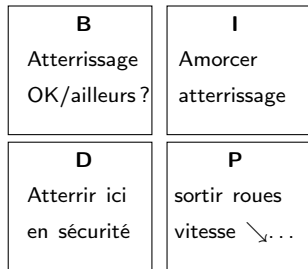 B
Atterrissage
OK/ailleurs ?
I
Amorcer
atterrissage
D
Atterrir ici
en sécurité
P
sortir roues
vitesse ↘...